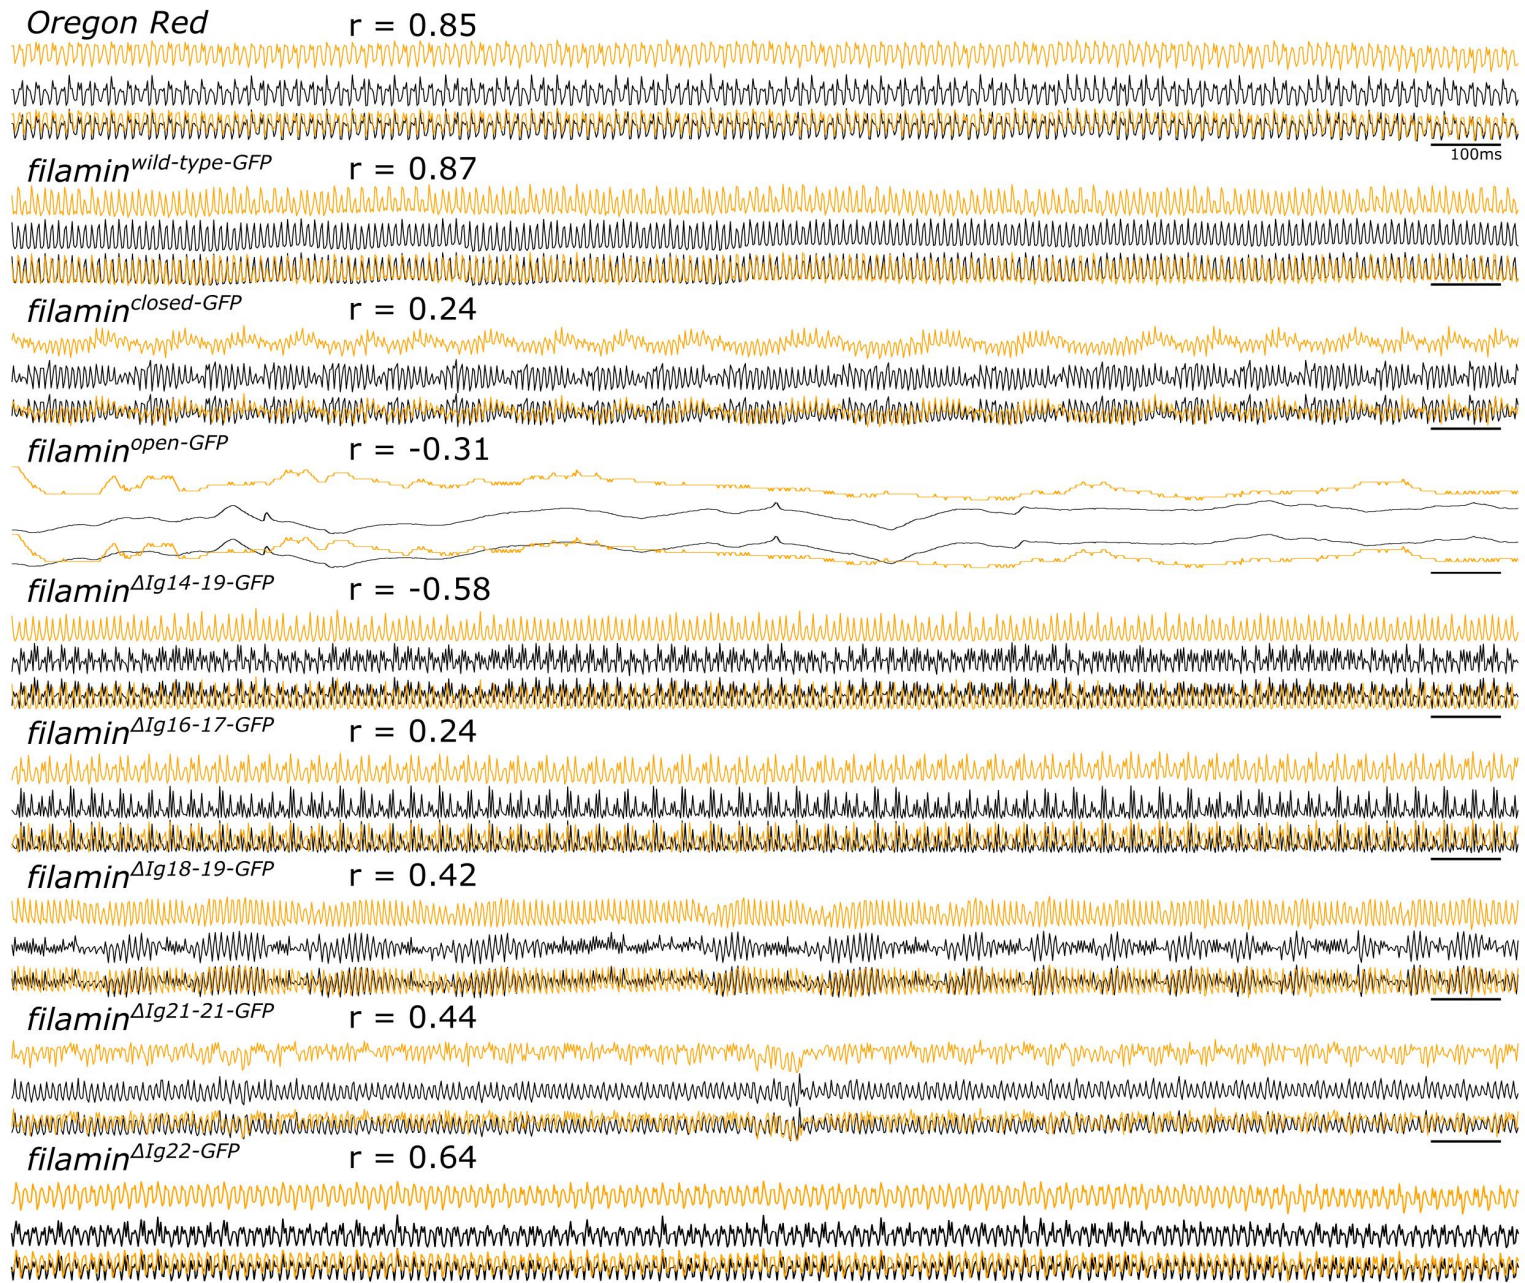 Oregon Red r = 0.85
100ms
filamin wild-type-GFP r = 0.87
filamin closed-GFP r = 0.24
filamin open-GFP r = -0.31
filamin ΔIg14-19-GFP r = -0.58
filamin ΔIg16-17-GFP r = 0.24
filamin ΔIg18-19-GFP r = 0.42
filamin ΔIg21-21-GFP r = 0.44
filamin ΔIg22-GFP r = 0.64